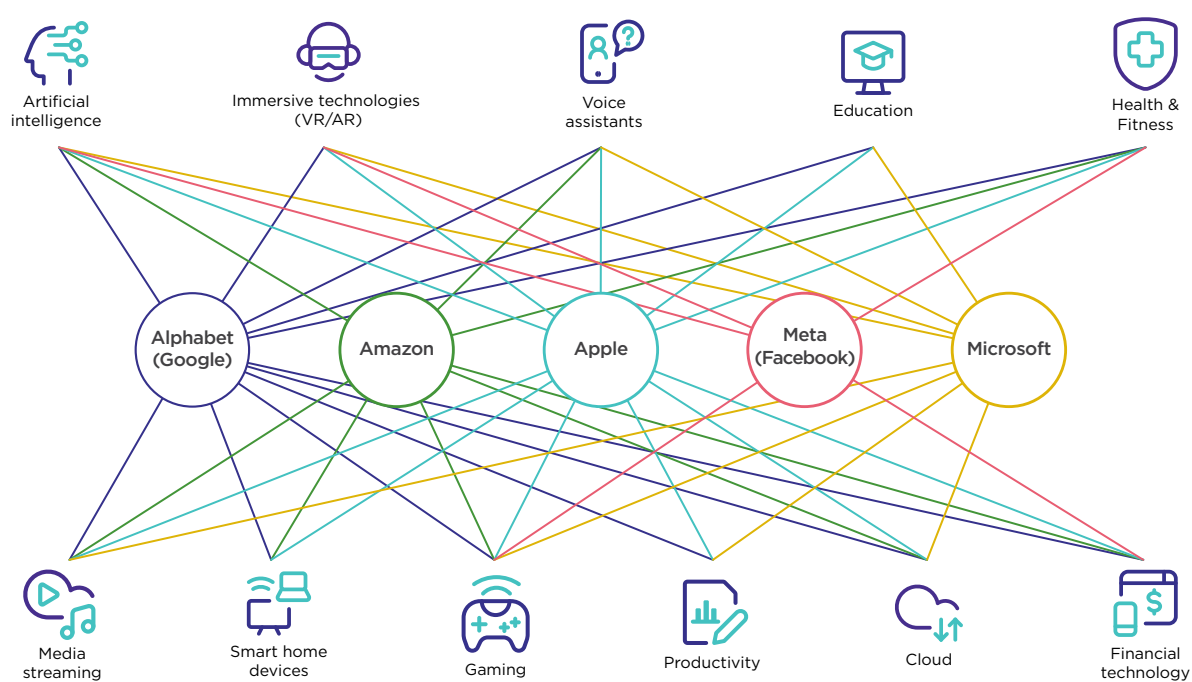 Artificial
intelligence
Immersive technologies
(VR/AR)
?
Voice
assistants
Education
Health &
Fitness
Alphabet
(Google)
Amazon
Apple
Meta
(Facebook)
Microsoft
Media
streaming
Smart home
devices
Gaming
Productivity
Cloud
$
Financial
technology